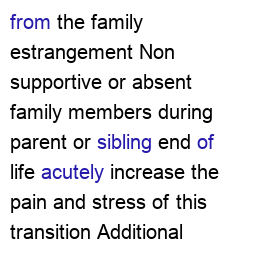 from the family
estrangement Non
supportive or absent
family members during
parent or sibling end of
life acutely increase the
pain and stress of this
transition Additional